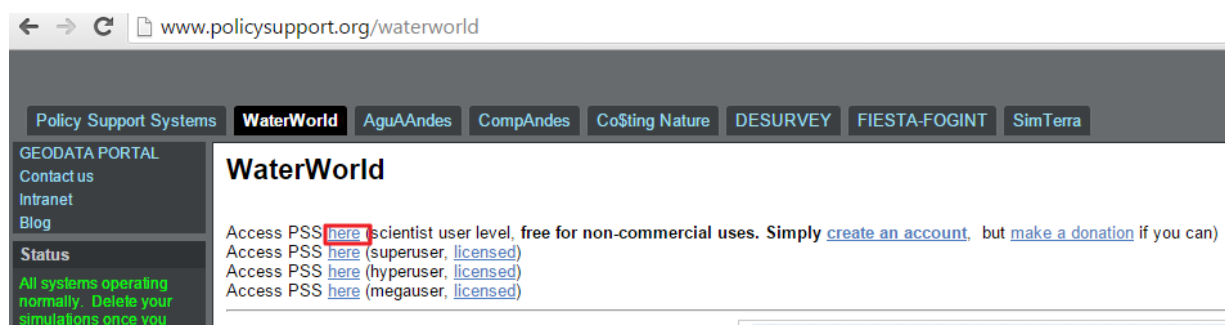 www.policysupport.org/waterworld
Policy Support Systems WaterWorld AguAAndes CompAndes Co$ting Nature DESURVEY FIESTA-FOGINT SimTerra
GEODATA PORTAL
Contact us
Intranet
Blog
Status
All systems operating
normally. Delete your
simulations once you
WaterWorld
Access PSS here (scientist user level, free for non-commercial uses. Simply create an account, but make a donation if you can)
Access PSS here (superuser, licensed)
Access PSS here (hyperuser, licensed)
Access PSS here (megauser, licensed)